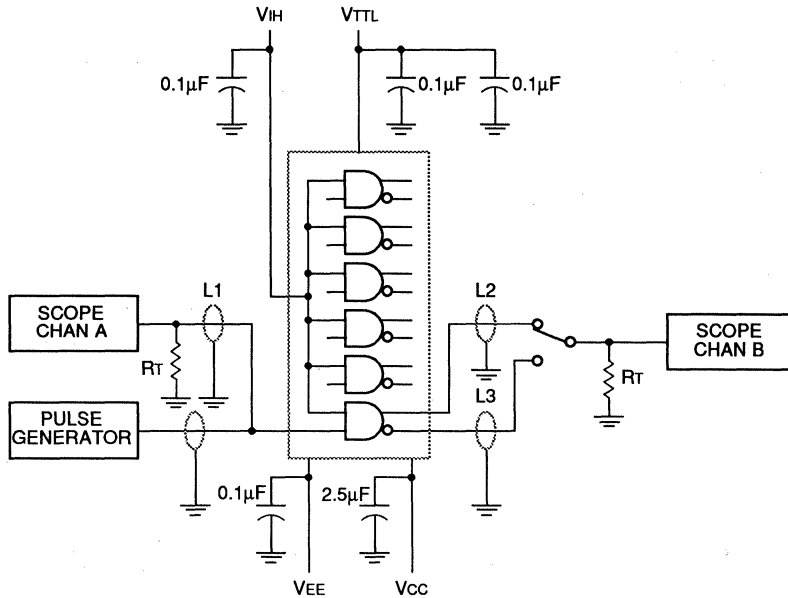 VIH
VTTL
0.1μF
0.1μF
0.1μF
L1
L2
SCOPE
CHAN A
SCOPE
CHAN B
RT
RT
PULSE
GENERATOR
L3
0.1μF
2.5μF
VEE
VCC